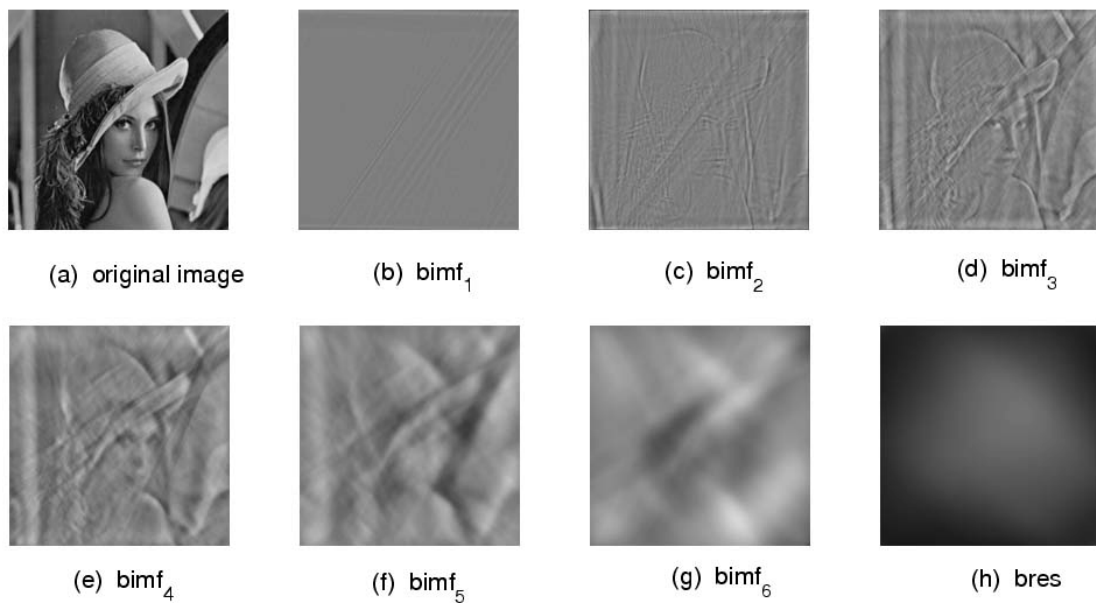 (a) original image
(b) bimf1
(c) bimf2
(d) bimf3
(e) bimf4
(f) bimf5
(g) bimf6
(h) bres